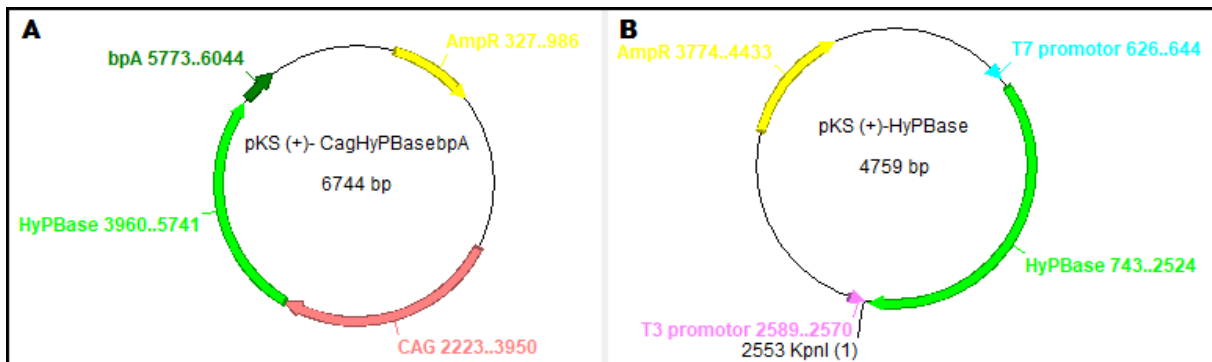 A
AmpR 327..986
bpA 5773..6044
pKS (+)- CagHyPBasebpA
6744 bp
HyPBase 3960..5741
CAG 2223..3950
B
AmpR 3774..4433
T7 promotor 626..644
pKS (+)-HyPBase
4759 bp
HyPBase 743..2524
T3 promotor 2589..2570
2553 KpnI (1)